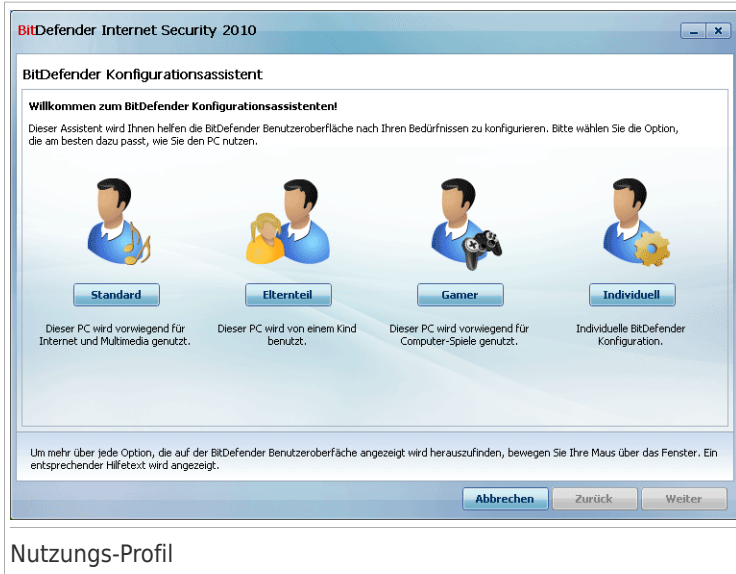 BitDefender Internet Security 2010
BitDefender Konfigurationsassistent
Willkommen zum BitDefender Konfigurationsassistenten!
Dieser Assistent wird Ihnen helfen die BitDefender Benutzeroberfläche nach Ihren Bedürfnissen zu konfigurieren. Bitte wählen Sie die Option,
die am besten dazu passt, wie Sie den PC nutzen.
Standard
Elternteil
Gamer
Individuell
Dieser PC wird vorwiegend für
Internet und Multimedia genutzt.
Dieser PC wird von einem Kind
benutzt.
Dieser PC wird vorwiegend für
Computer-Spiele genutzt.
Individuelle BitDefender
Konfiguration.
Um mehr über jede Option, die auf der BitDefender Benutzeroberfäche angezeigt wird herauszufinden, bewegen Sie Ihre Maus über das Fenster. Ein
entsprechender Hilfetext wird angezeigt.
Abbrechen
Zurück
Weiter
Nutzungs-Profil